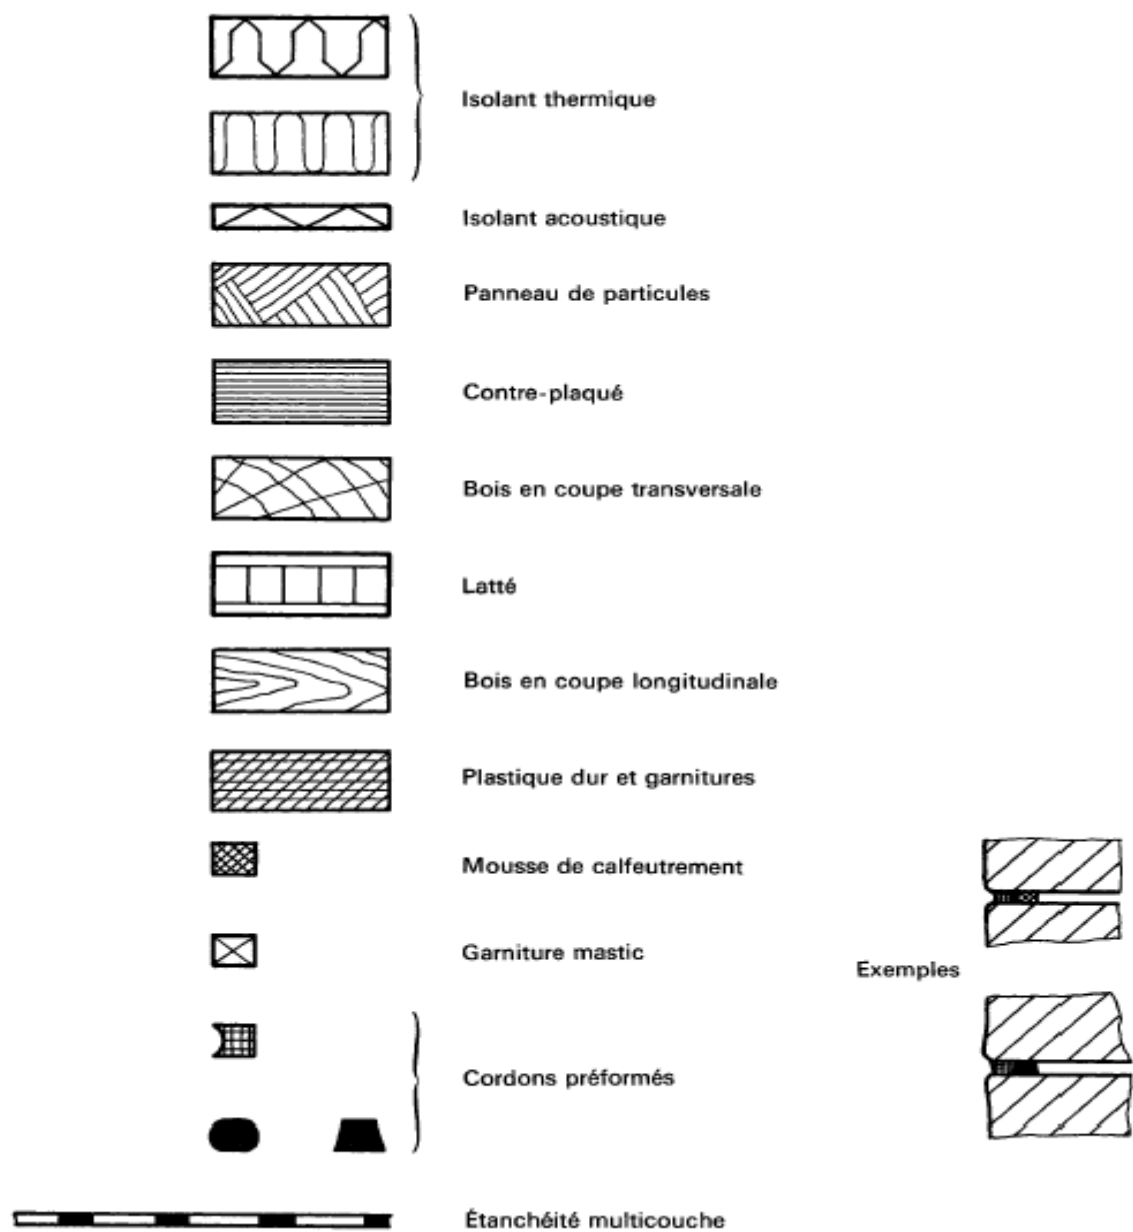 Isolant thermique
Isolant acoustique
Panneau de particules
Contre-plaqué
Bois en coupe transversale
Latté
Bois en coupe longitudinale
Plastique dur et garnitures
Mousse de calfeutrement
Garniture mastic
Exemples
Cordons préformés
Étanchéité multicouche